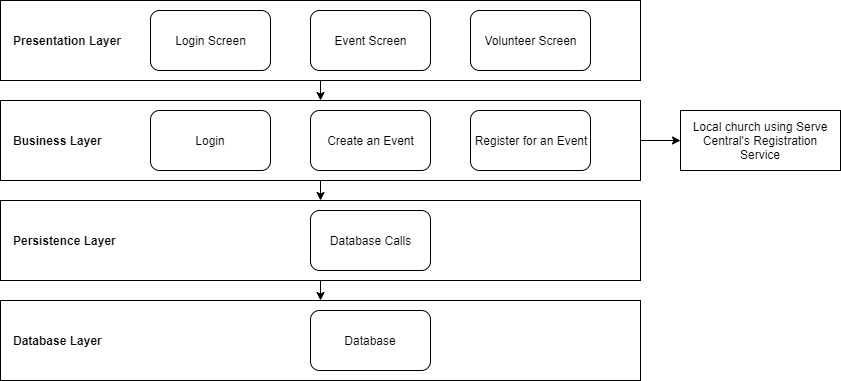 Presentation Layer
Login Screen
Event Screen
Volunteer Screen
Business Layer
Login
Create an Event
Register for an Event
Local church using Serve
Central's Registration
Service
Persistence Layer
Database Calls
Database Layer
Database